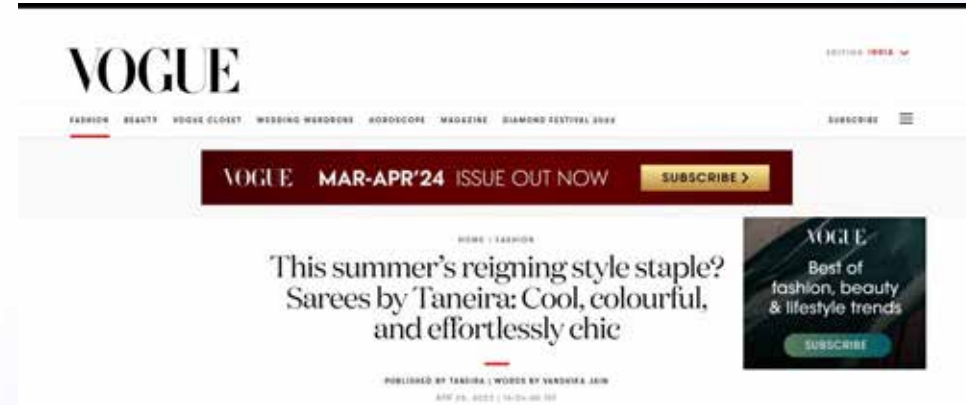 VOGUE
EDITION INDIA
FASHION BEAUTY VOGUE CLOSET WEDDING WARDROBE HOROSCOPE MAGAZINE DIAMOND FESTIVAL
SUBSCRIBE
VOGUE MAR-APR'24 ISSUE OUT NOW SUBSCRIBE >
HOME / FASHION
This summer's reigning style staple?
Sarees by Taneira: Cool, colourful,
and effortlessly chic
PUBLISHED BY TANEIRA | WORDS BY VANSHIKA JAIN
VOGUE
Best of
fashion, beauty
& lifestyle trends
SUBSCRIBE